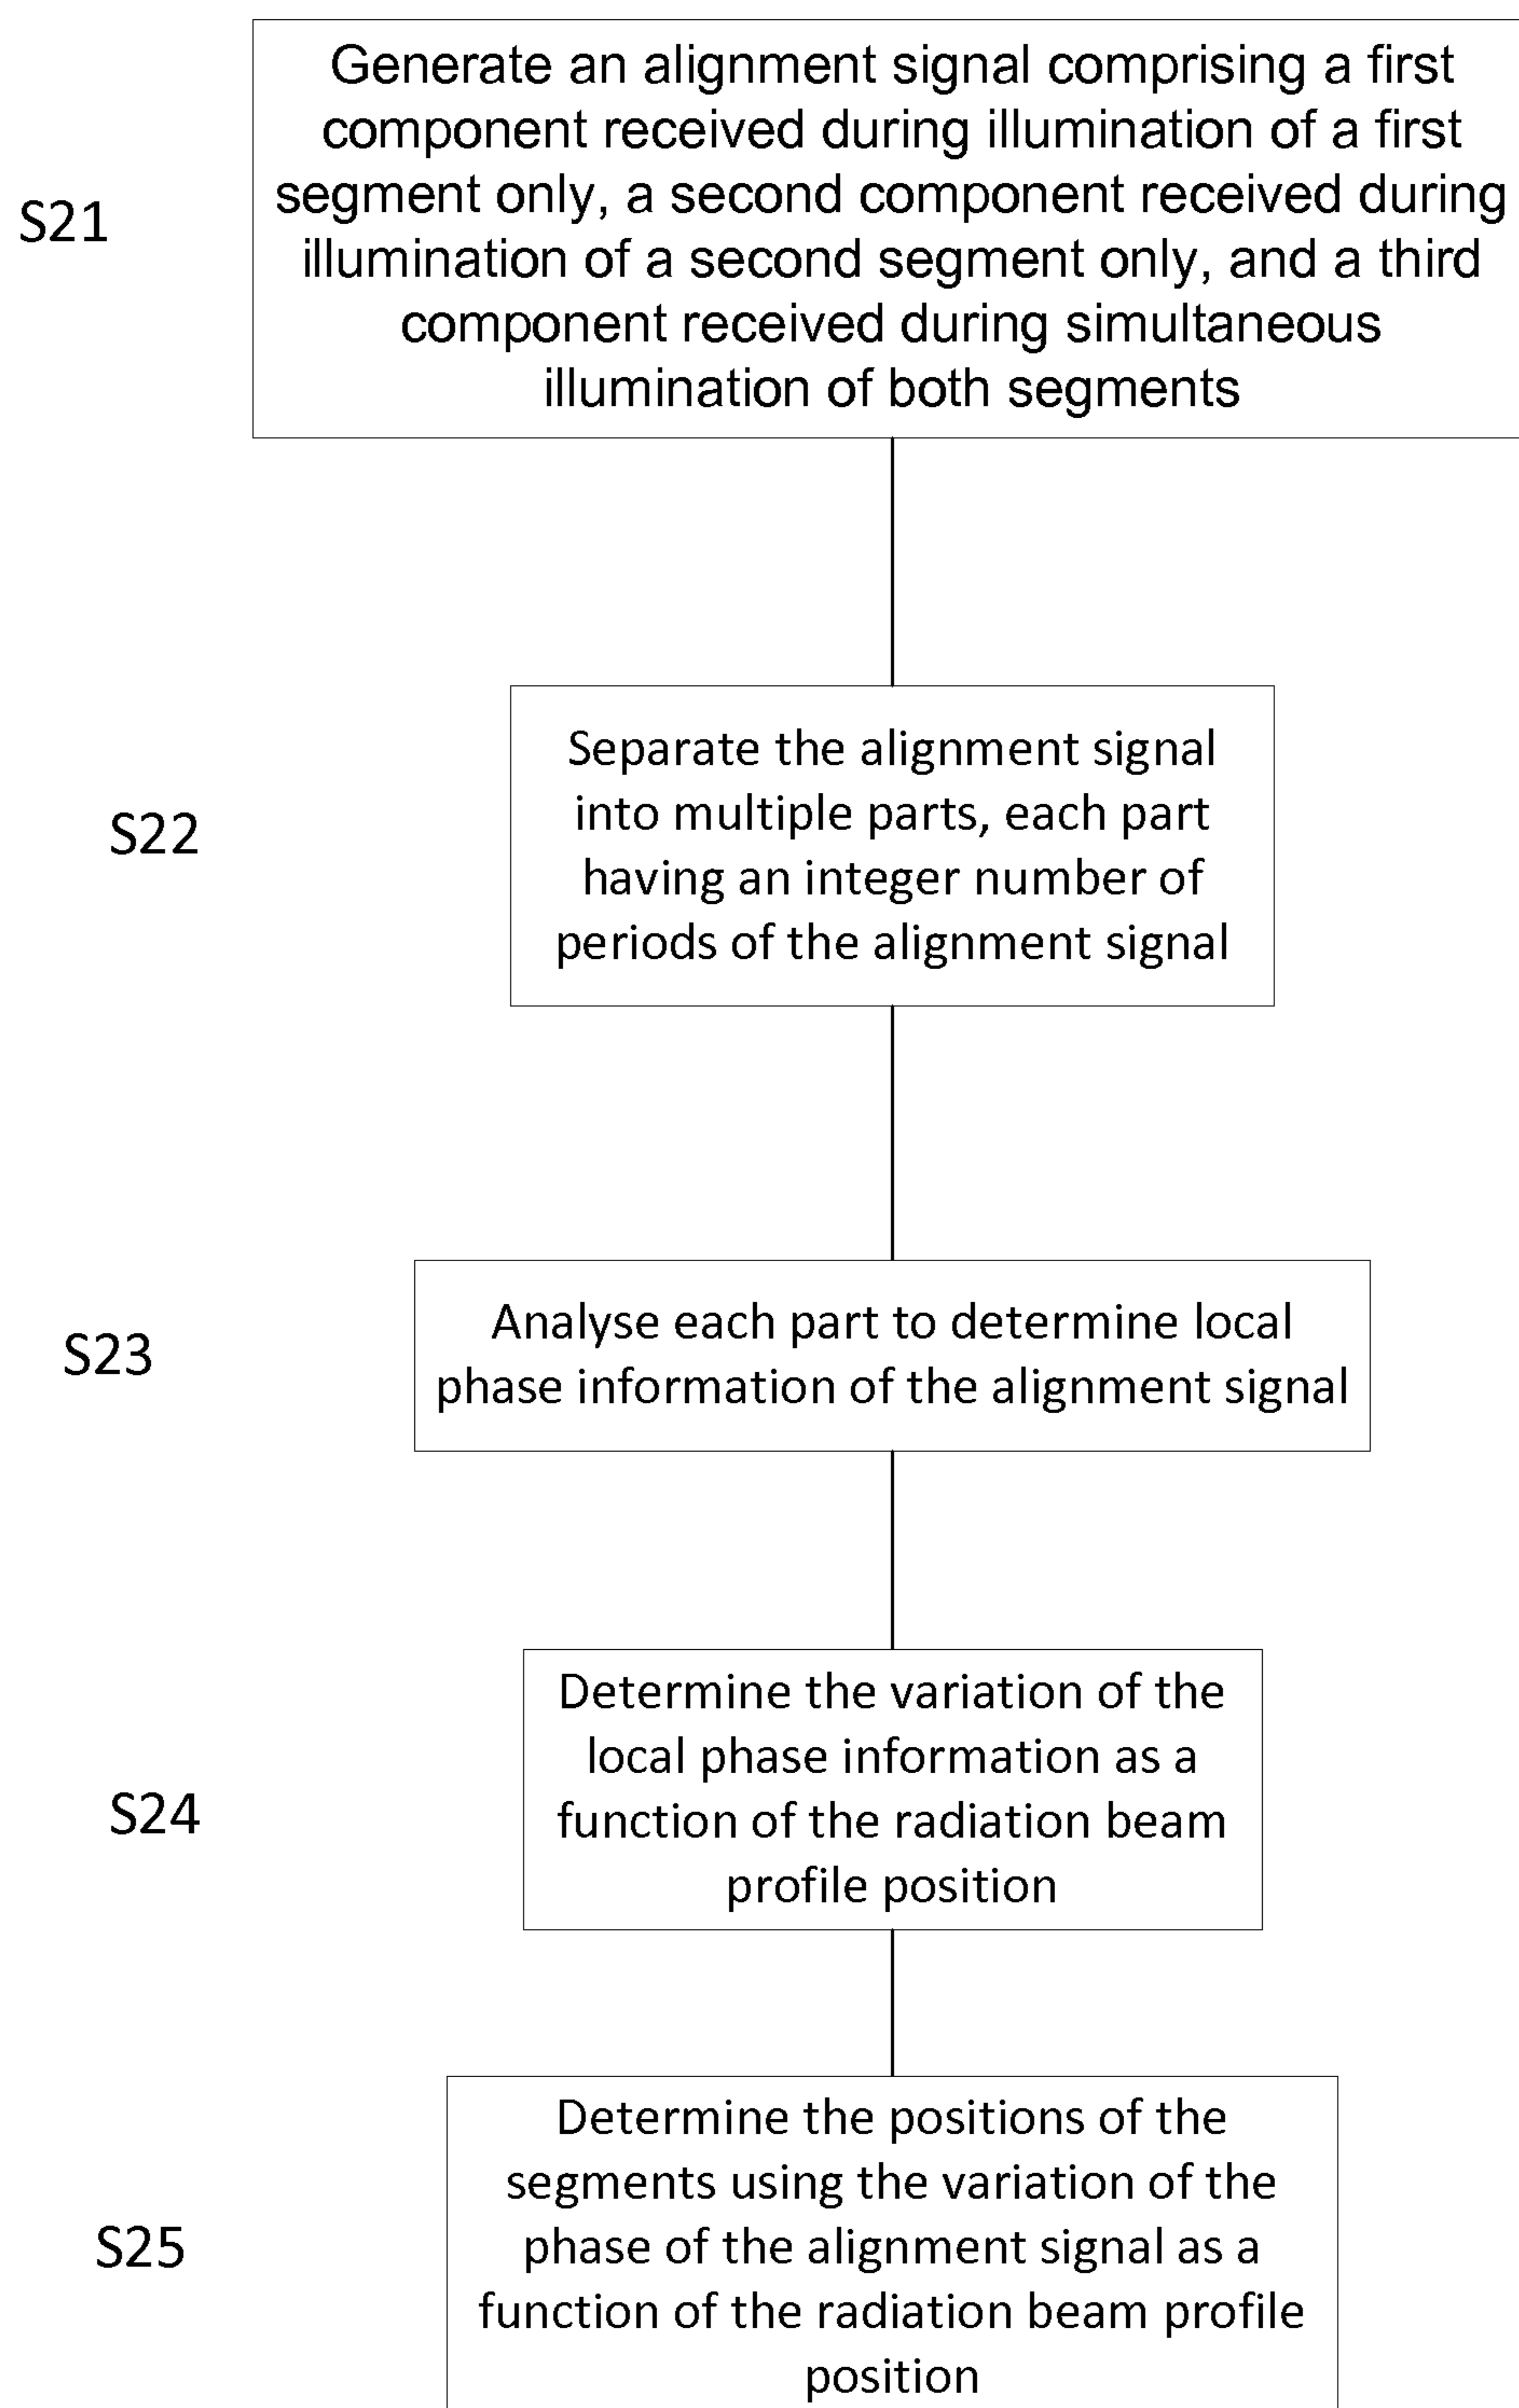 S21
Generate an alignment signal comprising a first
component received during illumination of a first
segment only, a second component received during
illumination of a second segment only, and a third
component received during simultaneous
illumination of both segments
S22
Separate the alignment signal
into multiple parts, each part
having an integer number of
periods of the alignment signal
S23
Analyse each part to determine local
phase information of the alignment signal
S24
Determine the variation of the
local phase information as a
function of the radiation beam
profile position
S25
Determine the positions of the
segments using the variation of the
phase of the alignment signal as a
function of the radiation beam profile
position